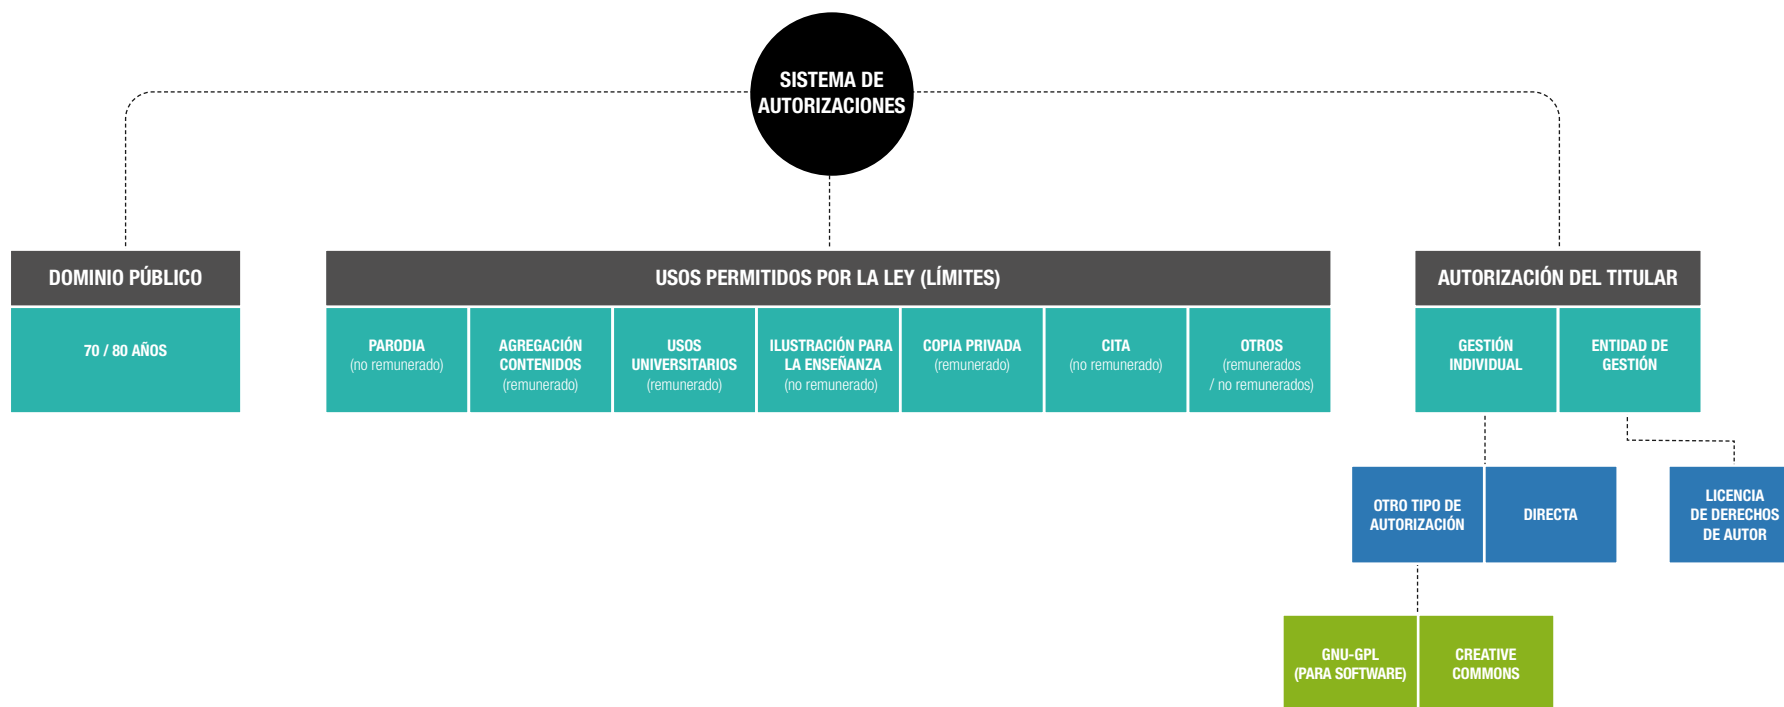 SISTEMA DE
AUTORIZACIONES
DOMINIO PÚBLICO
70 / 80 AÑOS
USOS PERMITIDOS POR LA LEY (LÍMITES)
PARODIA
(no remunerado)
AGREGACIÓN
CONTENIDOS
(remunerado)
USOS
UNIVERSITARIOS
(remunerado)
ILUSTRACIÓN PARA
LA ENSEÑANZA
(no remunerado)
COPIA PRIVADA
(remunerado)
CITA
(no remunerado)
OTROS
(remunerados
/ no remunerados)
AUTORIZACIÓN DEL TITULAR
GESTIÓN
INDIVIDUAL
ENTIDAD DE
GESTIÓN
OTRO TIPO DE
AUTORIZACIÓN
DIRECTA
LICENCIA
DE DERECHOS
DE AUTOR
GNU-GPL
(PARA SOFTWARE)
CREATIVE
COMMONS